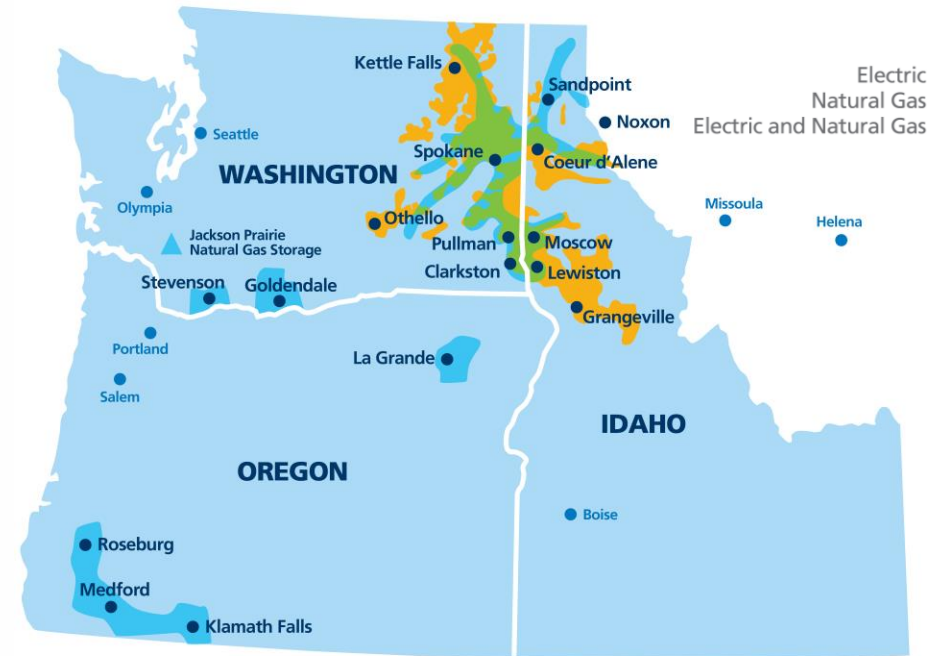 Kettle Falls
Sandpoint
Electric
Natural Gas
Electric and Natural Gas
Noxon
Seattle
Spokane
Coeur d'Alene
WASHINGTON
Olympia
Othello
Missoula
Helena
Jackson Prairie
Natural Gas Storage
Pullman
Moscow
Clarkston
Lewiston
Stevenson
Goldendale
Grangeville
Portland
La Grande
Salem
IDAHO
OREGON
Boise
Roseburg
Medford
Klamath Falls